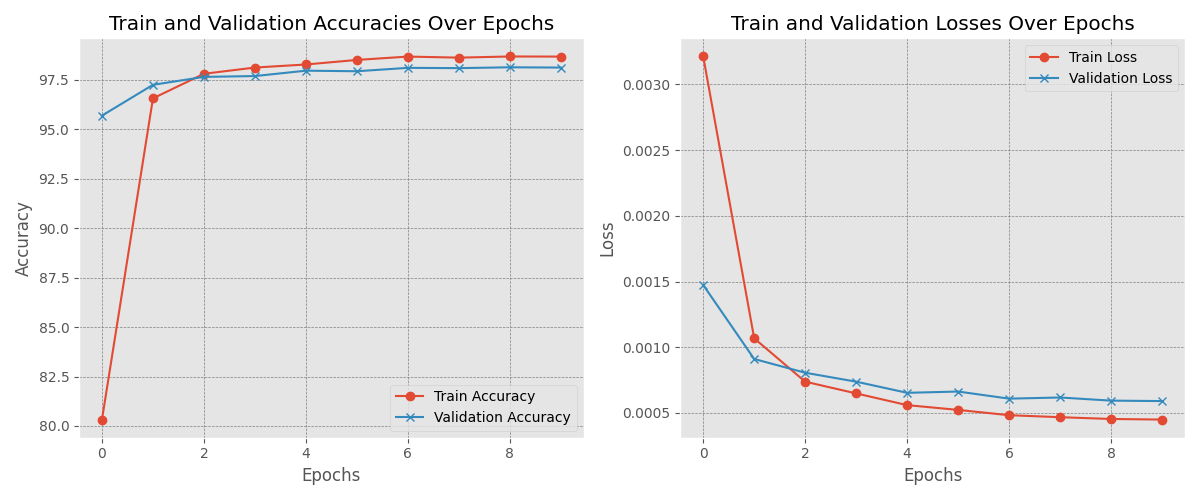 Train and Validation Accuracies Over Epochs
Accuracy
97.5
95.0
92.5
90.0
87.5
85.0
82.5
80.0
0 2 4 6 8
Epochs
Train Accuracy
Validation Accuracy
Train and Validation Losses Over Epochs
Loss
0.0030
0.0025
0.0020
0.0015
0.0010
0.0005
0 2 4 6 8
Epochs
Train Loss
Validation Loss